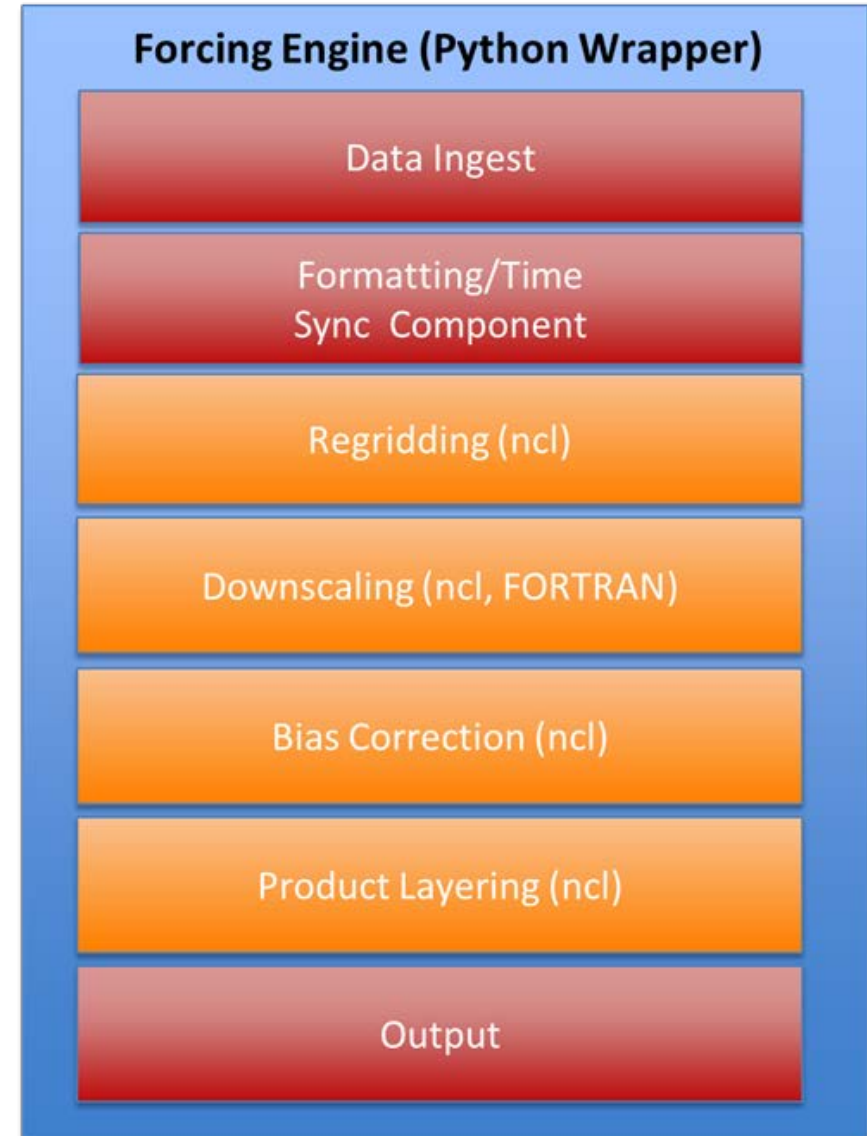 Forcing Engine (Python Wrapper)
Data Ingest
Formatting/Time
Sync Component
Regridding (ncl)
Downscaling (ncl, FORTRAN)
Bias Correction (ncl)
Product Layering (ncl)
Output